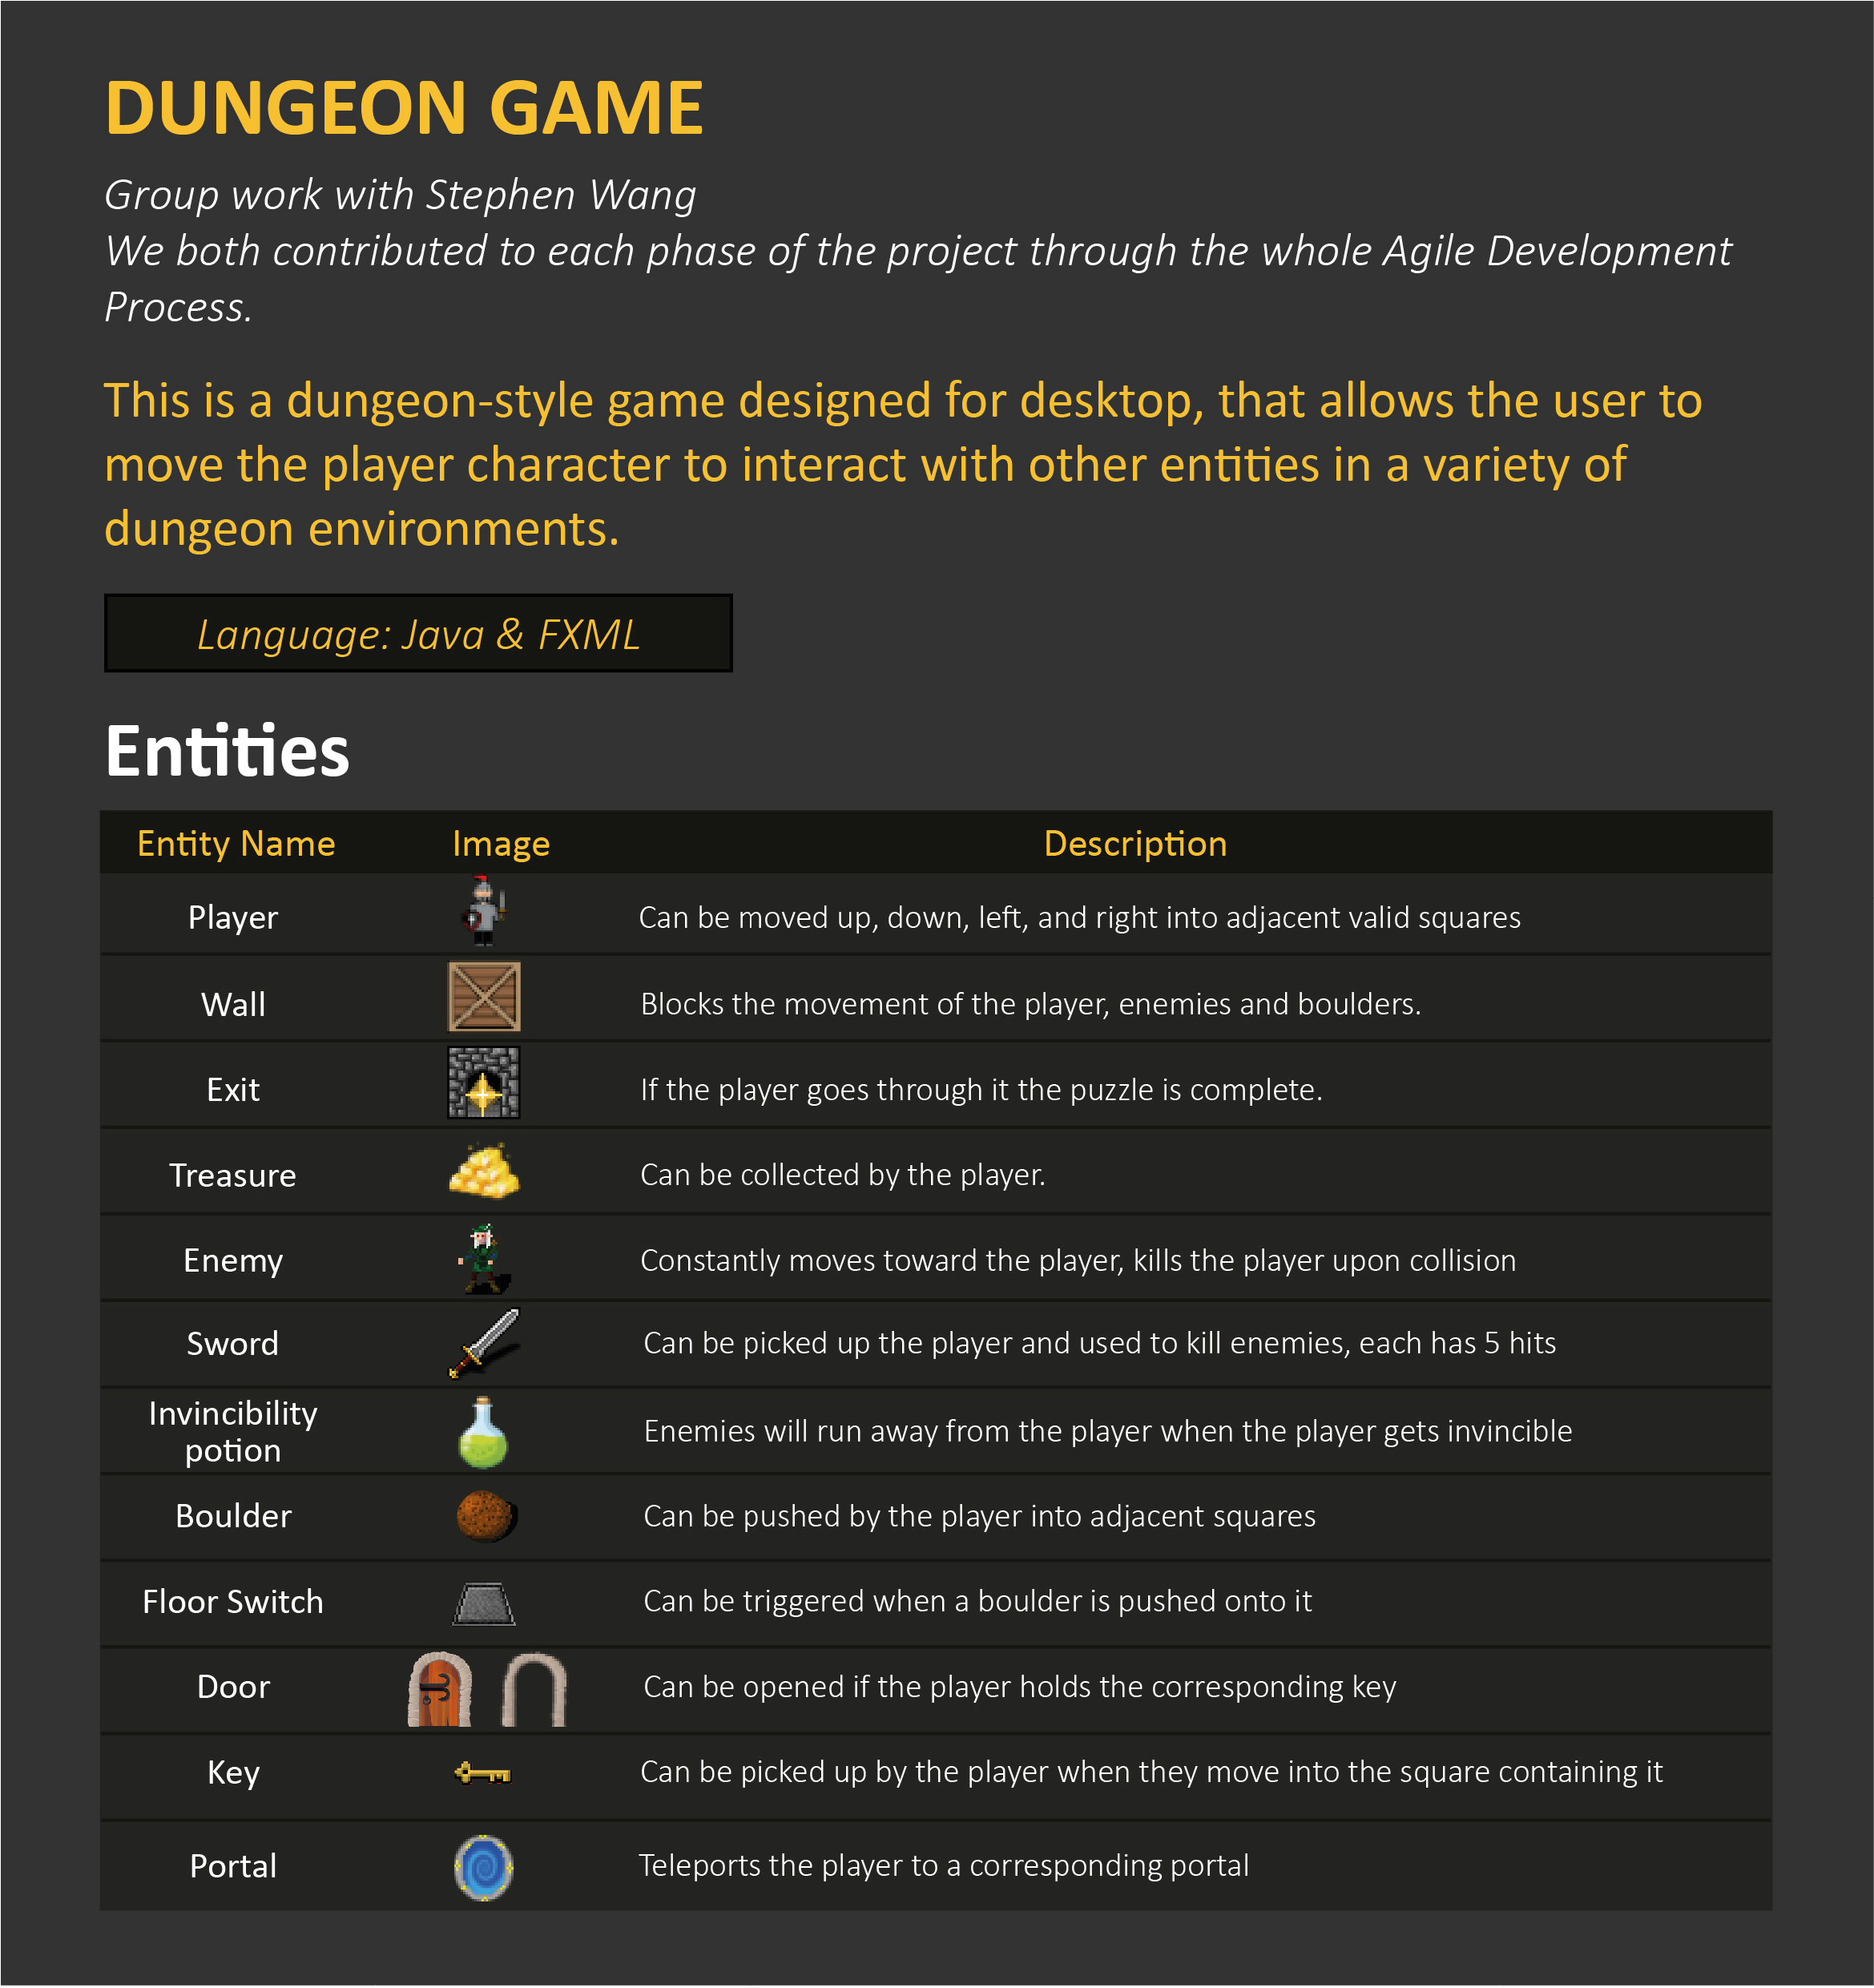 DUNGEON GAME
Group work with Stephen Wang
We both contributed to each phase of the project through the whole Agile Development
Process.
This is a dungeon-style game designed for desktop, that allows the user to
move the player character to interact with other entities in a variety of
dungeon environments.
Language: Java & FXML
Entities
Entity Name Image Description
Player Can be moved up, down, left, and right into adjacent valid squares
Wall Blocks the movement of the player, enemies and boulders.
Exit If the player goes through it the puzzle is complete.
Treasure Can be collected by the player.
Enemy Constantly moves toward the player, kills the player upon collision
Sword Can be picked up the player and used to kill enemies, each has 5 hits
Invincibility
potion Enemies will run away from the player when the player gets invincible
Boulder Can be pushed by the player into adjacent squares
Floor Switch Can be triggered when a boulder is pushed onto it
Door Can be opened if the player holds the corresponding key
Key Can be picked up by the player when they move into the square containing it
Portal Teleports the player to a corresponding portal